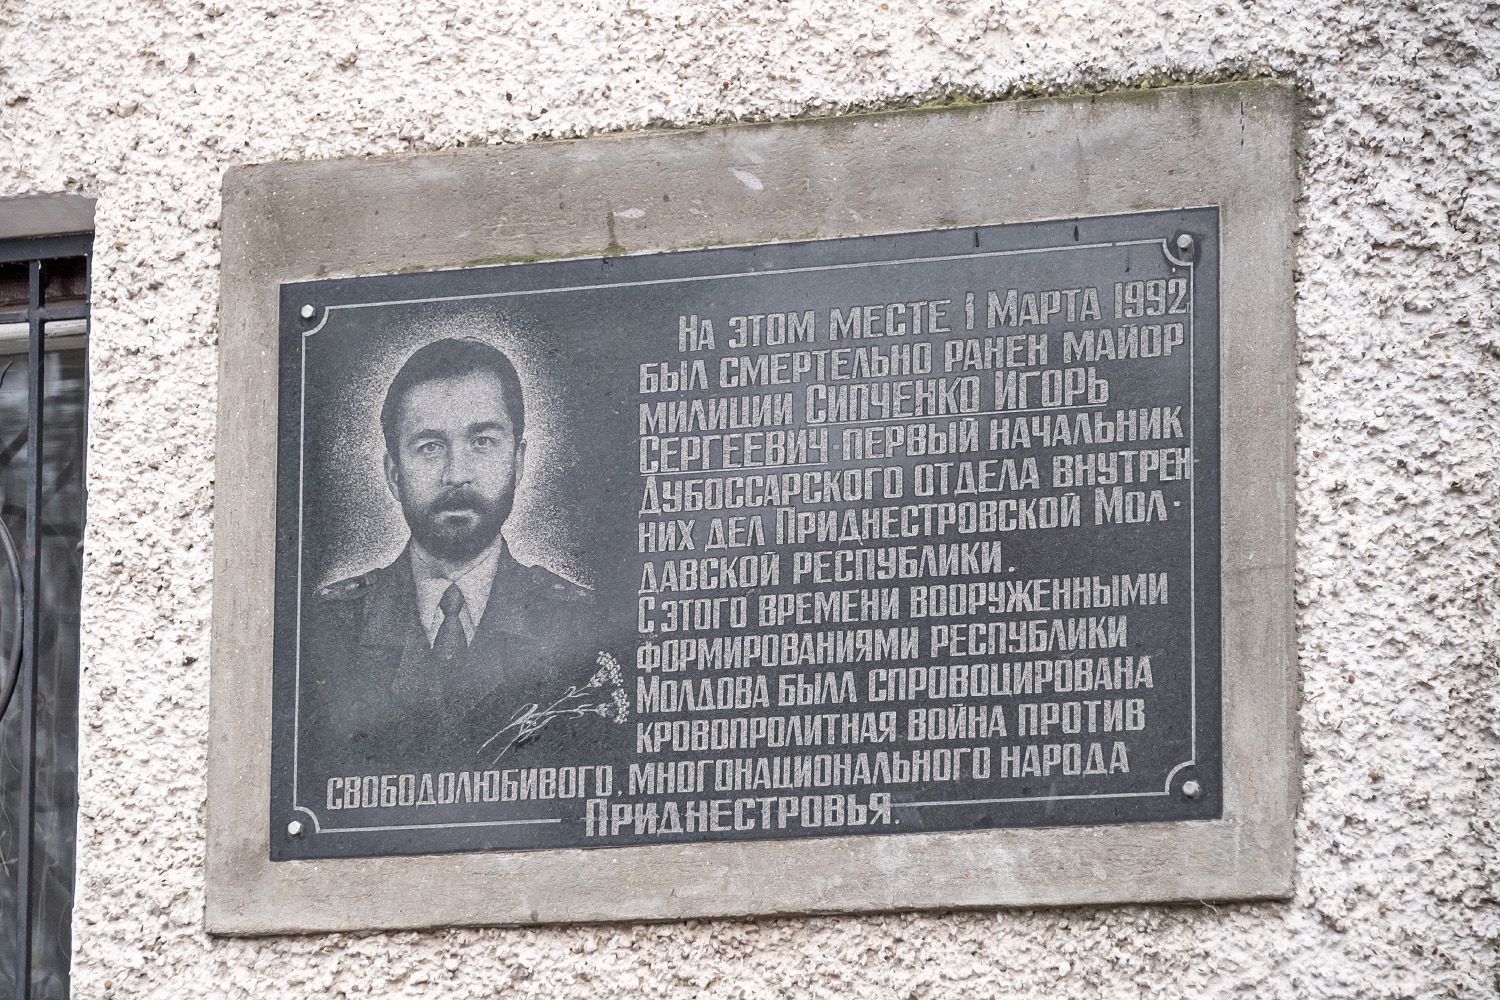 На этом месте 1 Марта 1992
был смертельно ранен майор
милиции Сипченко Игорь
Сергеевич - первый начальник
Дубоссарского отдела внутрен
них дел Приднестровской Мол-
давской республики.
С этого времени вооруженными
формированиями республики
Молдова была спровоцирована
кровопролитная война против
свободолюбивого, многонационального народа
Приднестровья.